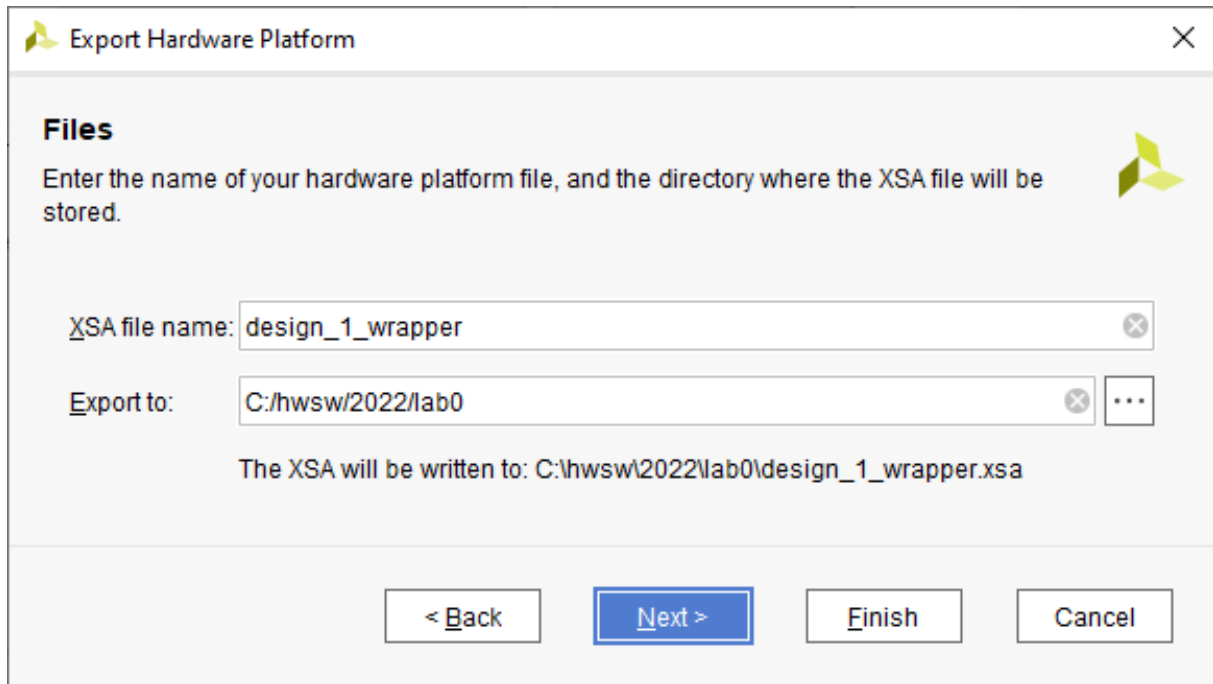 Export Hardware Platform
Files
Enter the name of your hardware platform file, and the directory where the XSA file will be
stored.
XSA file name: design_1_wrapper
Export to: C:/hwsw/2022/lab0 ...
The XSA will be written to: C:\hwsw\2022\lab0\design_1_wrapper.xsa
< Back Next > Finish Cancel